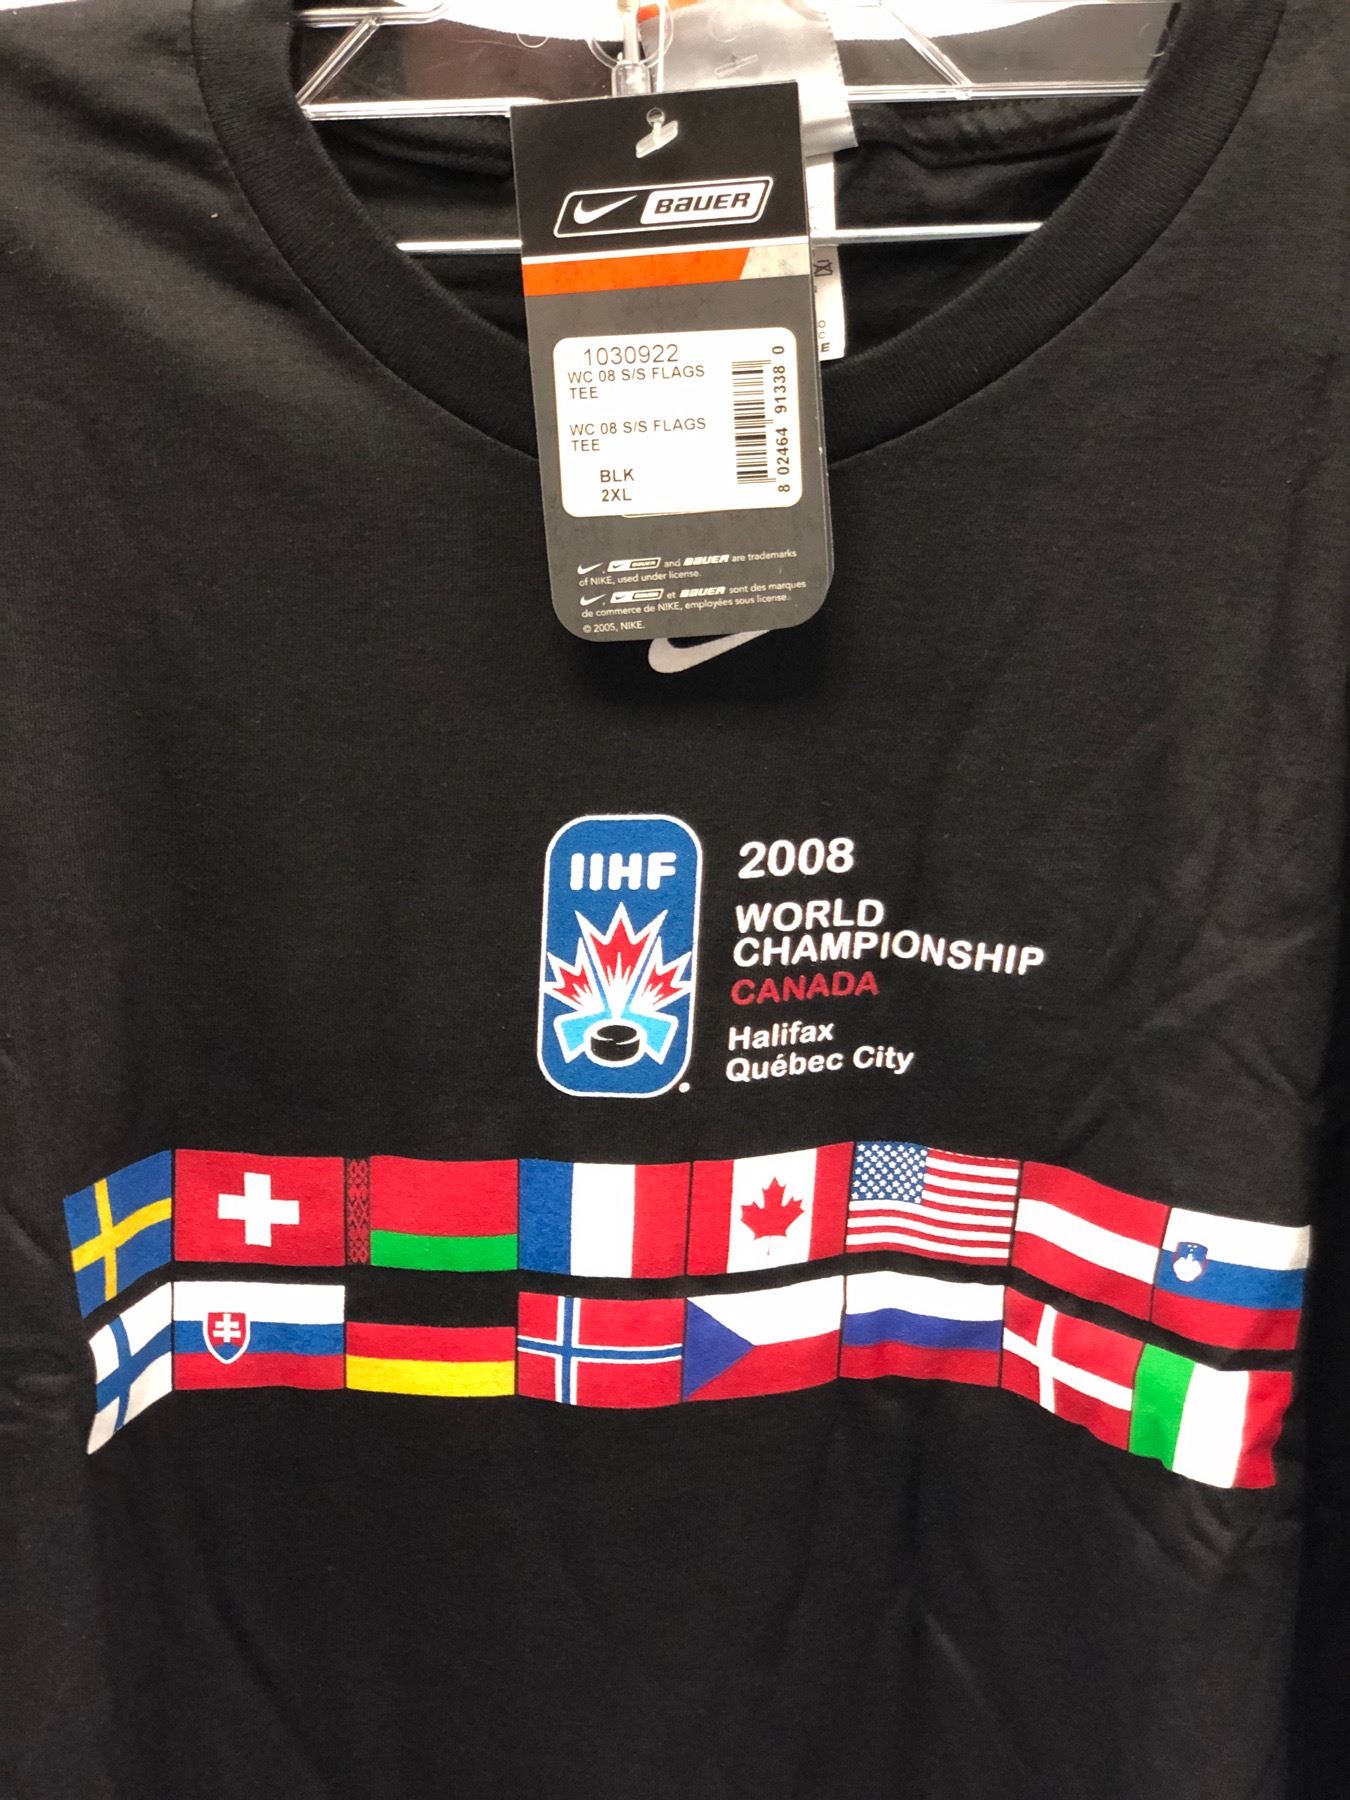 BAUER
1030922
WC 08 S/S FLAGS
TEE
WC 08 S/S FLAGS
TEE
BLK
2XL
8 02464 91338 0
and BAUER are trademarks
of NIKE, used under license.
et BAUER sont des marques
de commerce de NIKE, employées sous license.
© 2005, NIKE.
IIHF
2008
WORLD
CHAMPIONSHIP
CANADA
Halifax
Québec City